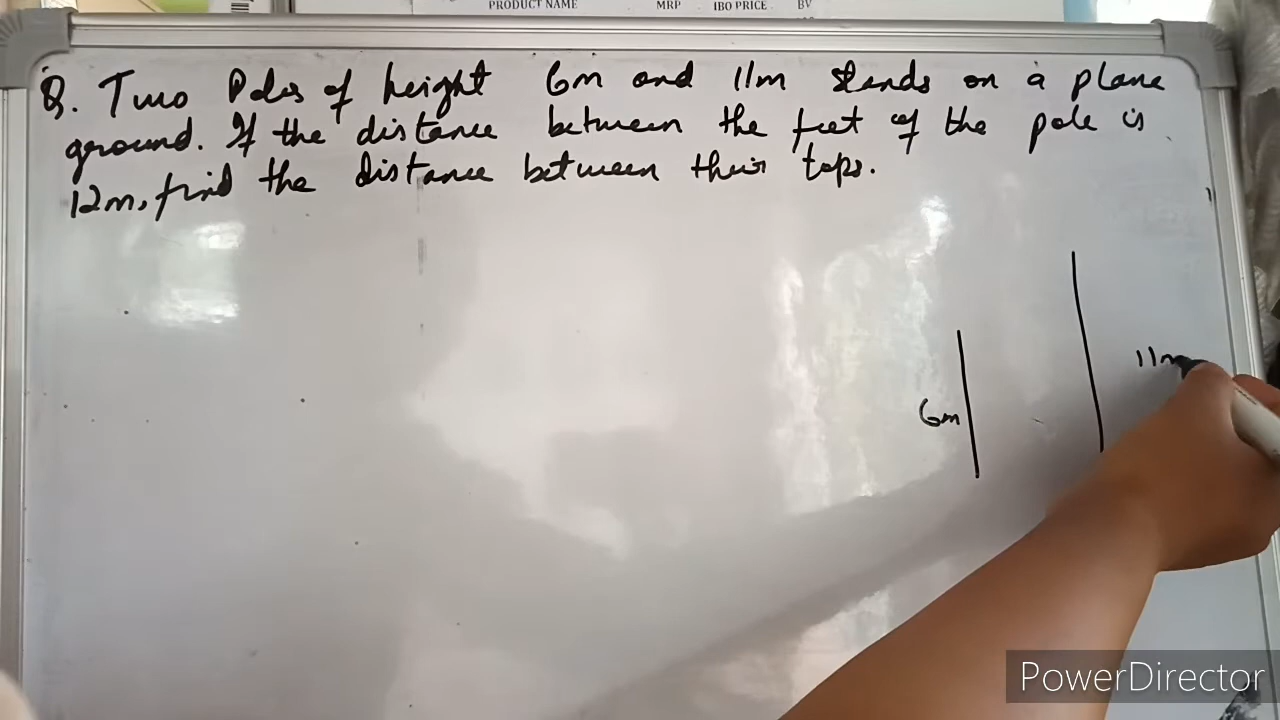 PRODUCT NAME MRP IBO PRICE BV
Q. Two Poles of height 6m and 11m stands on a plane
ground. If the distance between the feet of the pole is
12m, find the distance between their tops.
11m
6m
PowerDirector